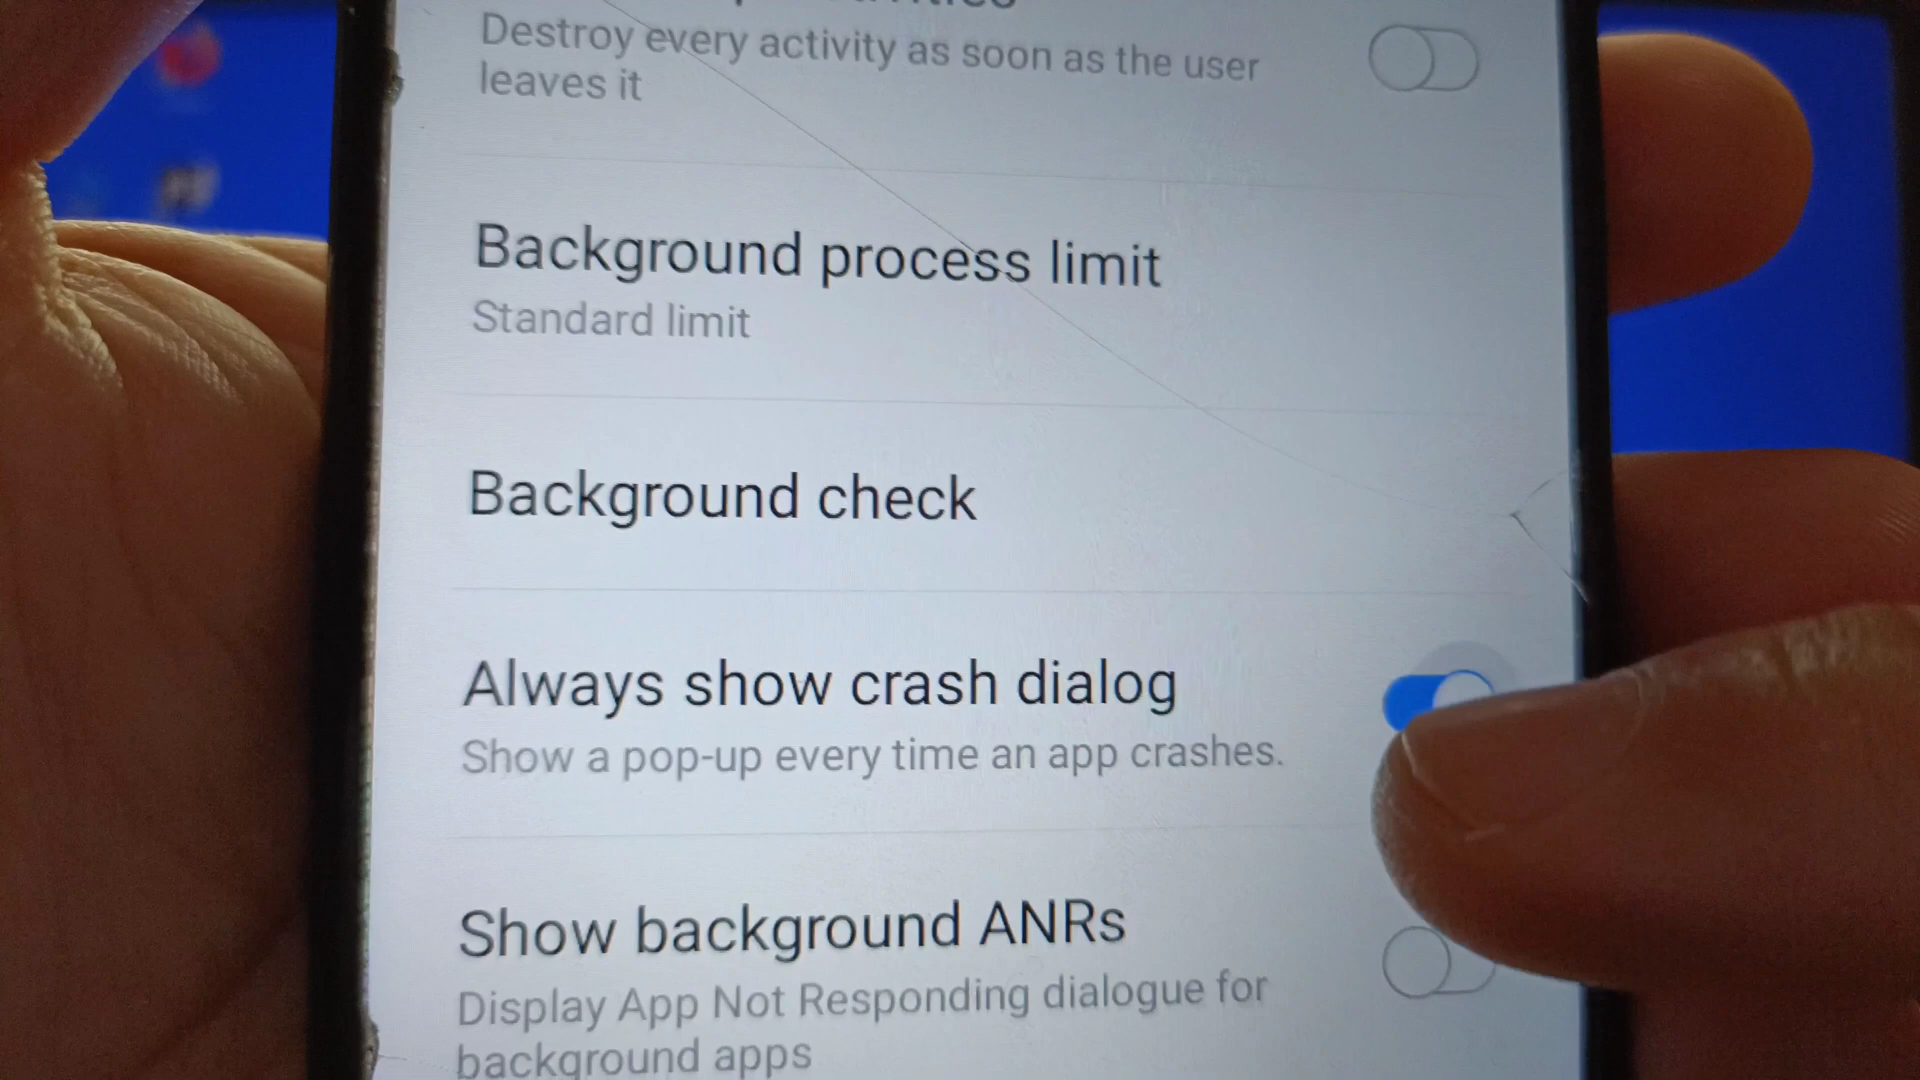 Destroy every activity as soon as the user
leaves it
Background process limit
Standard limit
Background check
Always show crash dialog
Show a pop-up every time an app crashes.
Show background ANRs
Display App Not Responding dialogue for
background apps